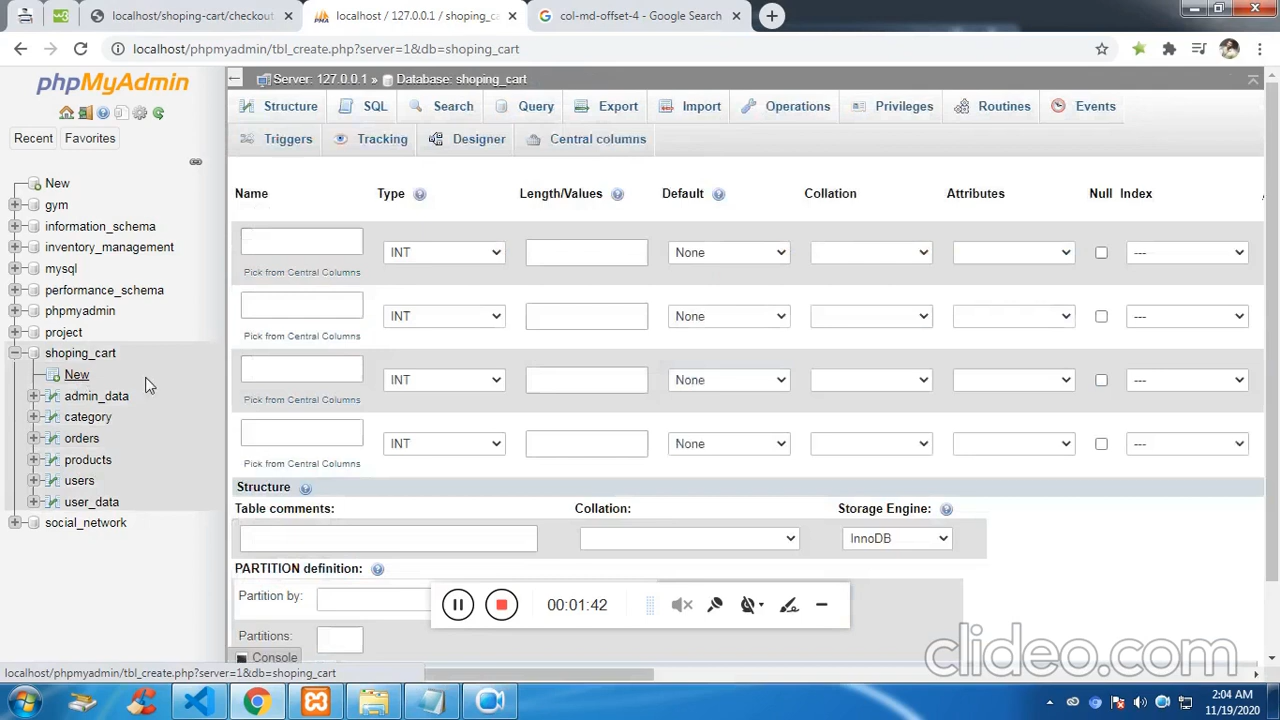 localhost/shoping-cart/checkout
localhost / 127.0.0.1 / shoping_ca
col-md-offset-4 - Google Search
localhost/phpmyadmin/tbl_create.php?server=1&db=shoping_cart
phpMyAdmin
Recent
Favorites
New
gym
information_schema
inventory_management
mysql
performance_schema
phpmyadmin
project
shoping_cart
New
admin_data
category
orders
products
users
user_data
social_network
Server: 127.0.0.1 » Database: shoping_cart
Structure
SQL
Search
Query
Export
Import
Operations
Privileges
Routines
Events
Triggers
Tracking
Designer
Central columns
Name Type Length/Values Default Collation Attributes Null Index
INT None ---
Pick from Central Columns
INT None ---
Pick from Central Columns
INT None ---
Pick from Central Columns
INT None ---
Pick from Central Columns
Structure
Table comments: Collation: Storage Engine:
InnoDB
PARTITION definition:
Partition by:
Partitions:
Console
00:01:42
clideo.com
localhost/phpmyadmin/tbl_create.php?server=1&db=shoping_cart
2:04 AM
11/19/2020